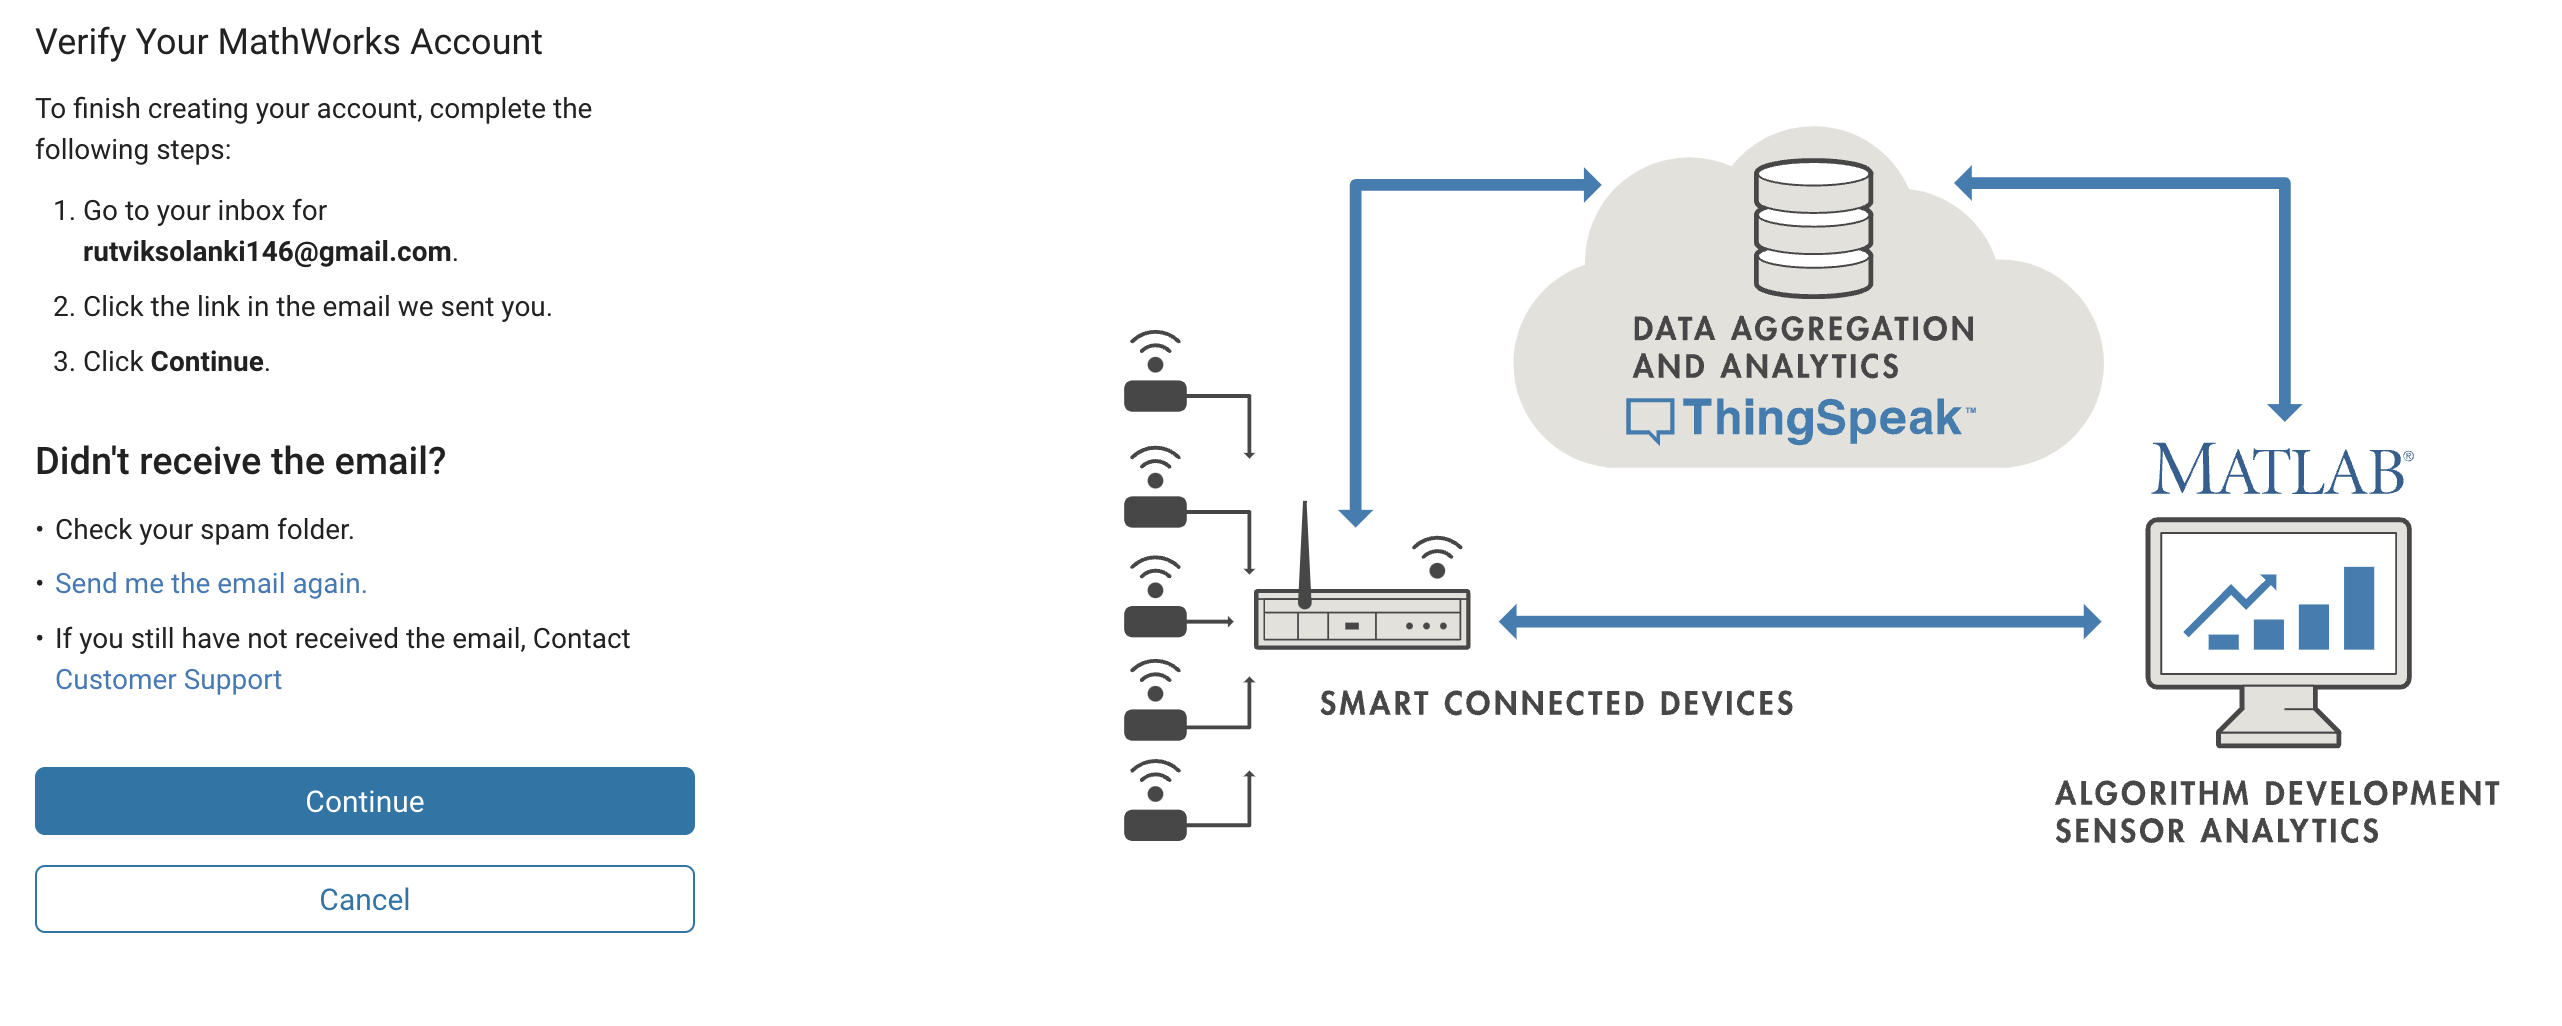 Verify Your MathWorks Account
To finish creating your account, complete the
following steps:
1. Go to your inbox for
rutviksolanki146@gmail.com.
2. Click the link in the email we sent you.
3. Click Continue.
Didn't receive the email?
• Check your spam folder.
• Send me the email again.
• If you still have not received the email, Contact
Customer Support
Continue
Cancel
DATA AGGREGATION
AND ANALYTICS
ThingSpeak™
MATLAB®
SMART CONNECTED DEVICES
ALGORITHM DEVELOPMENT
SENSOR ANALYTICS